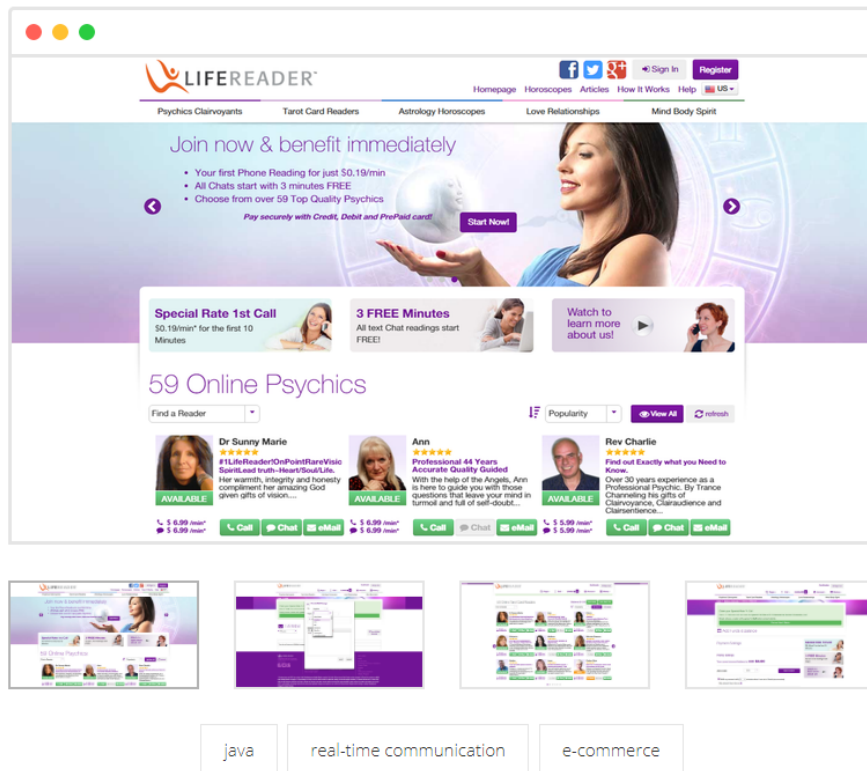 LIFEREADER
Sign In
Register
Homepage Horoscopes Articles How It Works Help US
Psychics Clairvoyants Tarot Card Readers Astrology Horoscopes Love Relationships Mind Body Spirit
Join now & benefit immediately
• Your first Phone Reading for just $0.19/min
• All Chats start with 3 minutes FREE
• Choose from over 59 Top Quality Psychics
Pay securely with Credit, Debit and PrePaid card!
Start Now!
Special Rate 1st Call
$0.19/min* for the first 10
Minutes
3 FREE Minutes
All text Chat readings start
FREE!
Watch to
learn more
about us!
59 Online Psychics
Find a Reader
Popularity
View All
refresh
Dr Sunny Marie
#1LifeReader!OnPointRareVisic
SpiritLead truth~Heart/Soul/Life.
Her warmth, integrity and honesty
compliment her amazing God
given gifts of vision....
AVAILABLE
$ 6.99 /min*
$ 6.99 /min*
Call Chat eMail
Ann
Professional 44 Years
Accurate Quality Guided
With the help of the Angels, Ann
is here to guide you with those
questions that leave your mind in
turmoil and full of self-doubt...
AVAILABLE
$ 6.99 /min*
$ 6.99 /min*
Call Chat eMail
Rev Charlie
Find out Exactly what you Need to
Know.
Over 30 years experience as a
Professional Psychic. By Trance
Channeling his gifts of
Clairvoyance, Clairaudience and
Clairsentience...
AVAILABLE
$ 5.99 /min*
$ 5.99 /min*
Call Chat eMail
java
real-time communication
e-commerce